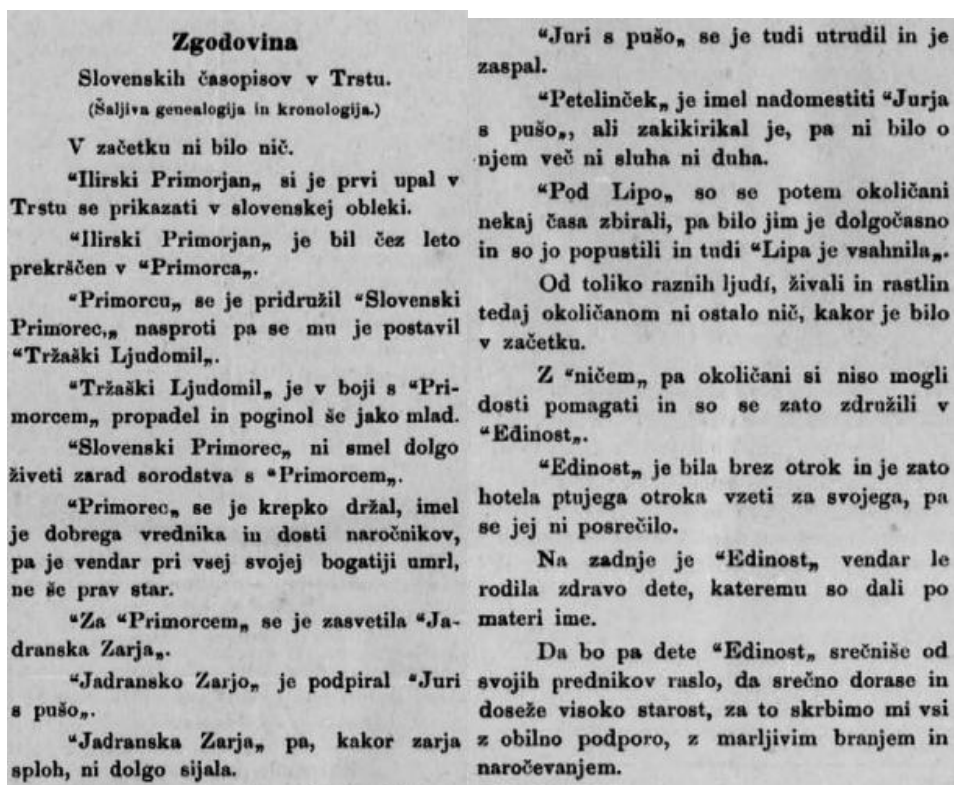 Zgodovina
Slovenskih časopisov v Trstu.
(Šaljiva genealogija in kronologija.)
V začetku ni bilo nič.
“Ilirski Primorjan„ si je prvi upal v
Trstu se prikazati v slovenskej obleki.
“Ilirski Primorjan„ je bil čez leto
prekrščen v “Primorca„.
“Primorcu„ se je pridružil “Slovenski
Primorec,„ nasproti pa se mu je postavil
“Tržaški Ljudomil„.
“Tržaški Ljudomil„ je v boji s “Pri-
morcem„ propadel in poginol še jako mlad.
“Slovenski Primorec„ ni smel dolgo
živeti zarad sorodstva s “Primorcem„.
“Primorec„ se je krepko držal, imel
je dobrega vrednika in dosti naročnikov,
pa je vendar pri vsej svojej bogatiji umrl,
ne še prav star.
“Za “Primorcem„ se je zasvetila “Ja-
dranska Zarja„.
“Jadransko Zarjo„ je podpiral “Juri
s pušo„.
“Jadranska Zarja„ pa, kakor zarja
sploh, ni dolgo sijala.
“Juri s pušo„ se je tudi utrudil in je
zaspal.
“Petelinček„ je imel nadomestiti “Jurja
s pušo„, ali zakikirikal je, pa ni bilo o
njem več ni sluha ni duha.
“Pod Lipo„ so se potem okoličani
nekaj časa zbirali, pa bilo jim je dolgočasno
in so jo popustili in tudi “Lipa je vsahnila„.
Od toliko raznih ljudí, živali in rastlin
tedaj okoličanom ni ostalo nič, kakor je bilo
v začetku.
Z “ničem„ pa okoličani si niso mogli
dosti pomagati in so se zato združili v
“Edinost„.
“Edinost„ je bila brez otrok in je zato
hotela ptujega otroka vzeti za svojega, pa
se jej ni posrečilo.
Na zadnje je “Edinost„ vendar le
rodila zdravo dete, kateremu so dali po
materi ime.
Da bo pa dete “Edinost„ srečniše od
svojih prednikov raslo, da srečno dorase in
doseže visoko starost, za to skrbimo mi vsi
z obilno podporo, z marljivim branjem in
naročevanjem.